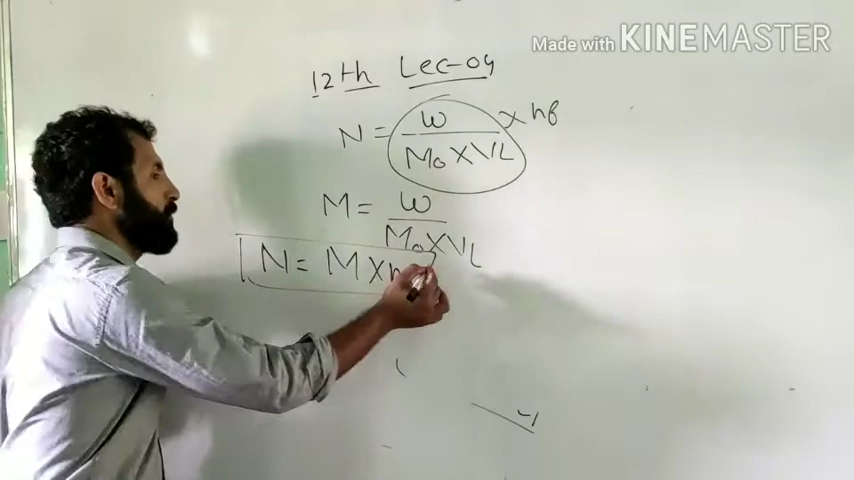 Made with KINEMASTER
12th Lec-04
N = w / Mo X VL x nf
M = w / Mo X VL
N = M X n